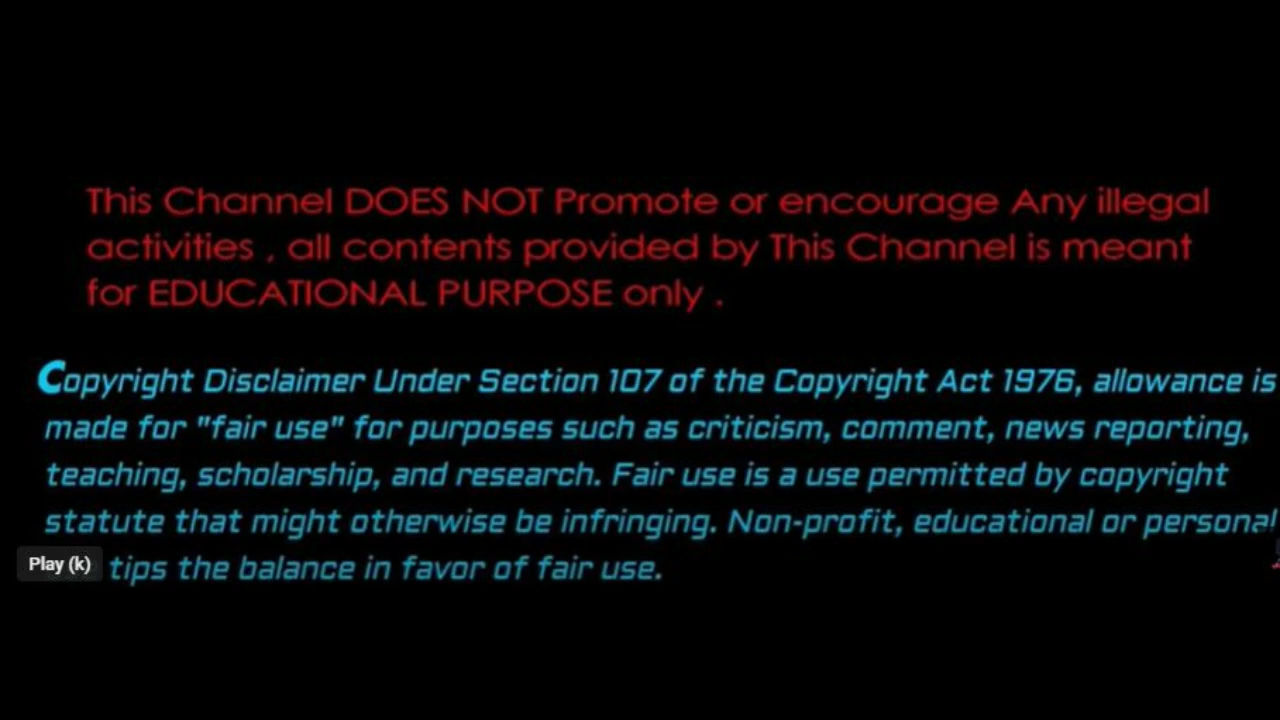 This Channel DOES NOT Promote or encourage Any illegal
activities , all contents provided by This Channel is meant
for EDUCATIONAL PURPOSE only .
Copyright Disclaimer Under Section 107 of the Copyright Act 1976, allowance is
made for "fair use" for purposes such as criticism, comment, news reporting,
teaching, scholarship, and research. Fair use is a use permitted by copyright
statute that might otherwise be infringing. Non-profit, educational or personal
Play (k) tips the balance in favor of fair use.